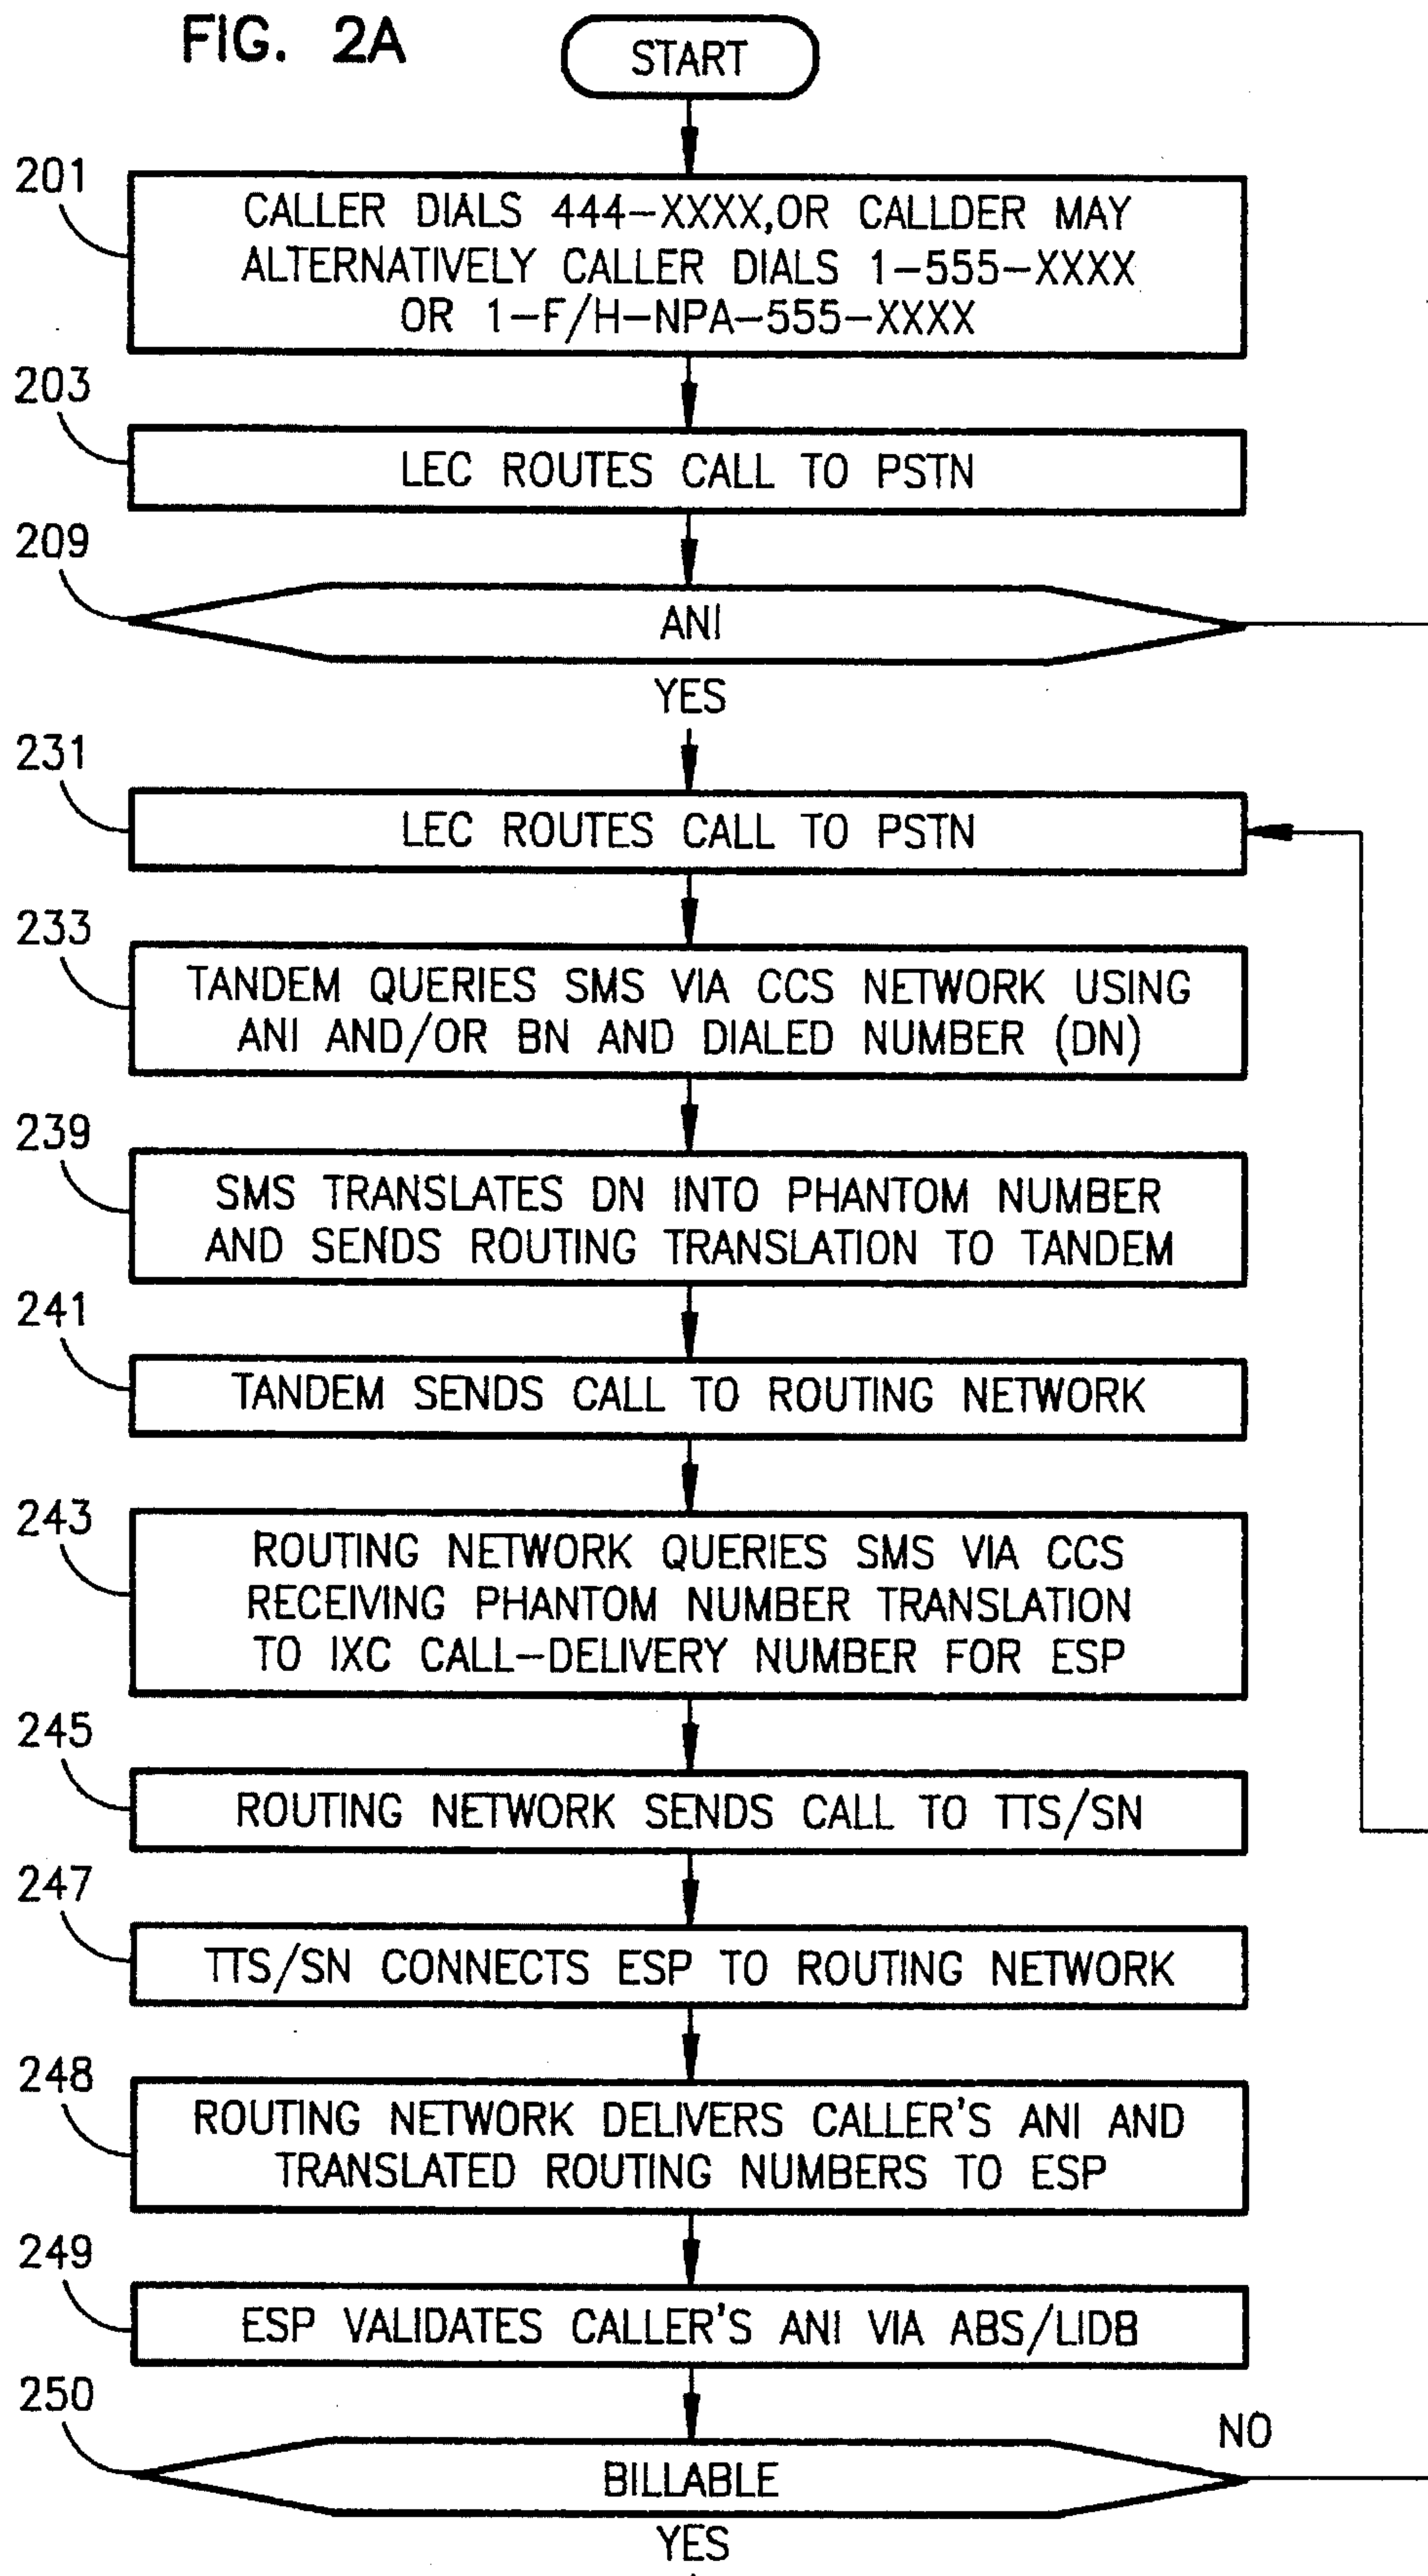 FIG. 2A
START
201
CALLER DIALS 444-XXXX,OR CALLDER MAY
ALTERNATIVELY CALLER DIALS 1-555-XXXX
OR 1-F/H-NPA-555-XXXX
203
LEC ROUTES CALL TO PSTN
209
ANI
YES
231
LEC ROUTES CALL TO PSTN
233
TANDEM QUERIES SMS VIA CCS NETWORK USING
ANI AND/OR BN AND DIALED NUMBER (DN)
239
SMS TRANSLATES DN INTO PHANTOM NUMBER
AND SENDS ROUTING TRANSLATION TO TANDEM
241
TANDEM SENDS CALL TO ROUTING NETWORK
243
ROUTING NETWORK QUERIES SMS VIA CCS
RECEIVING PHANTOM NUMBER TRANSLATION
TO IXC CALL-DELIVERY NUMBER FOR ESP
245
ROUTING NETWORK SENDS CALL TO TTS/SN
247
TTS/SN CONNECTS ESP TO ROUTING NETWORK
248
ROUTING NETWORK DELIVERS CALLER'S ANI AND
TRANSLATED ROUTING NUMBERS TO ESP
249
ESP VALIDATES CALLER'S ANI VIA ABS/LIDB
250
NO
BILLABLE
YES